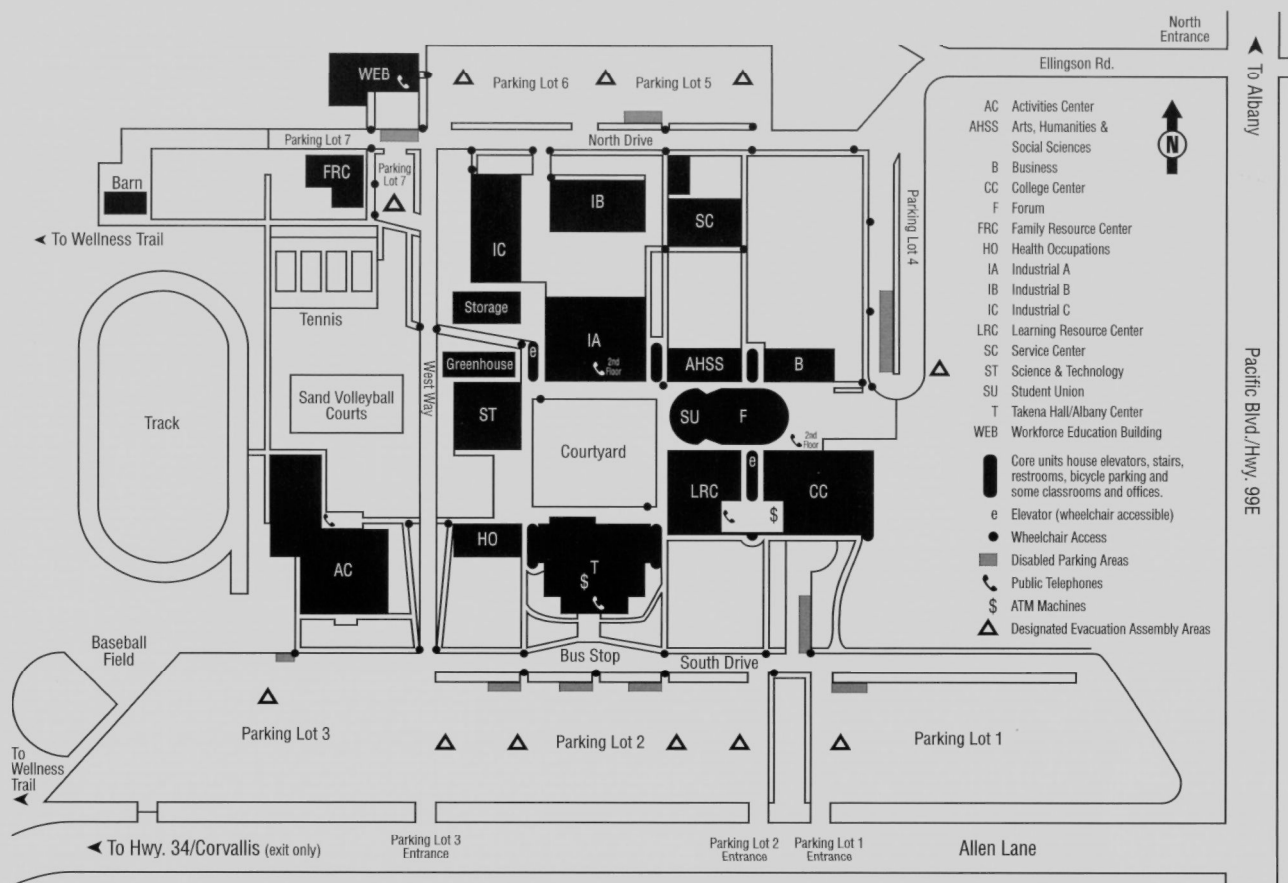 North
Entrance
Ellingson Rd.
To Albany
Pacific Blvd./Hwy. 99E
WEB
Parking Lot 6
Parking Lot 5
Parking Lot 7
North Drive
FRC
Parking
Lot 7
Barn
To Wellness Trail
IC
IB
SC
Parking Lot 4
Tennis
Storage
IA
2nd
Floor
e
Greenhouse
AHSS
B
West Way
Sand Volleyball
Courts
Track
ST
Courtyard
SU
F
2nd
Floor
e
LRC
CC
$
HO
T
$
AC
Baseball
Field
Bus Stop
South Drive
Parking Lot 3
Parking Lot 2
Parking Lot 1
To
Wellness
Trail
To Hwy. 34/Corvallis (exit only)
Parking Lot 3
Entrance
Parking Lot 2
Entrance
Parking Lot 1
Entrance
Allen Lane
N
AC Activities Center
AHSS Arts, Humanities &
Social Sciences
B Business
CC College Center
F Forum
FRC Family Resource Center
HO Health Occupations
IA Industrial A
IB Industrial B
IC Industrial C
LRC Learning Resource Center
SC Service Center
ST Science & Technology
SU Student Union
T Takena Hall/Albany Center
WEB Workforce Education Building
Core units house elevators, stairs,
restrooms, bicycle parking and
some classrooms and offices.
e Elevator (wheelchair accessible)
Wheelchair Access
Disabled Parking Areas
Public Telephones
$ ATM Machines
Designated Evacuation Assembly Areas